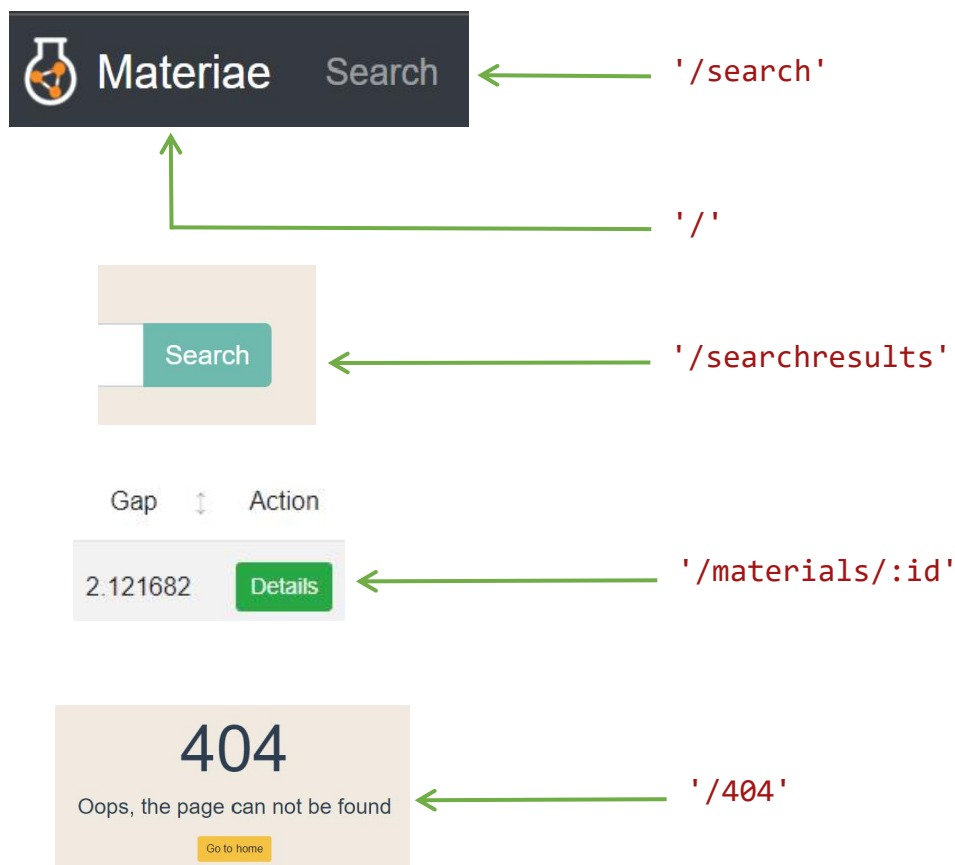 Materiae Search '/search'
'/'
Search '/searchresults'
Gap ↕ Action
2.121682 Details '/materials/:id'
404
Oops, the page can not be found '/404'
Go to home